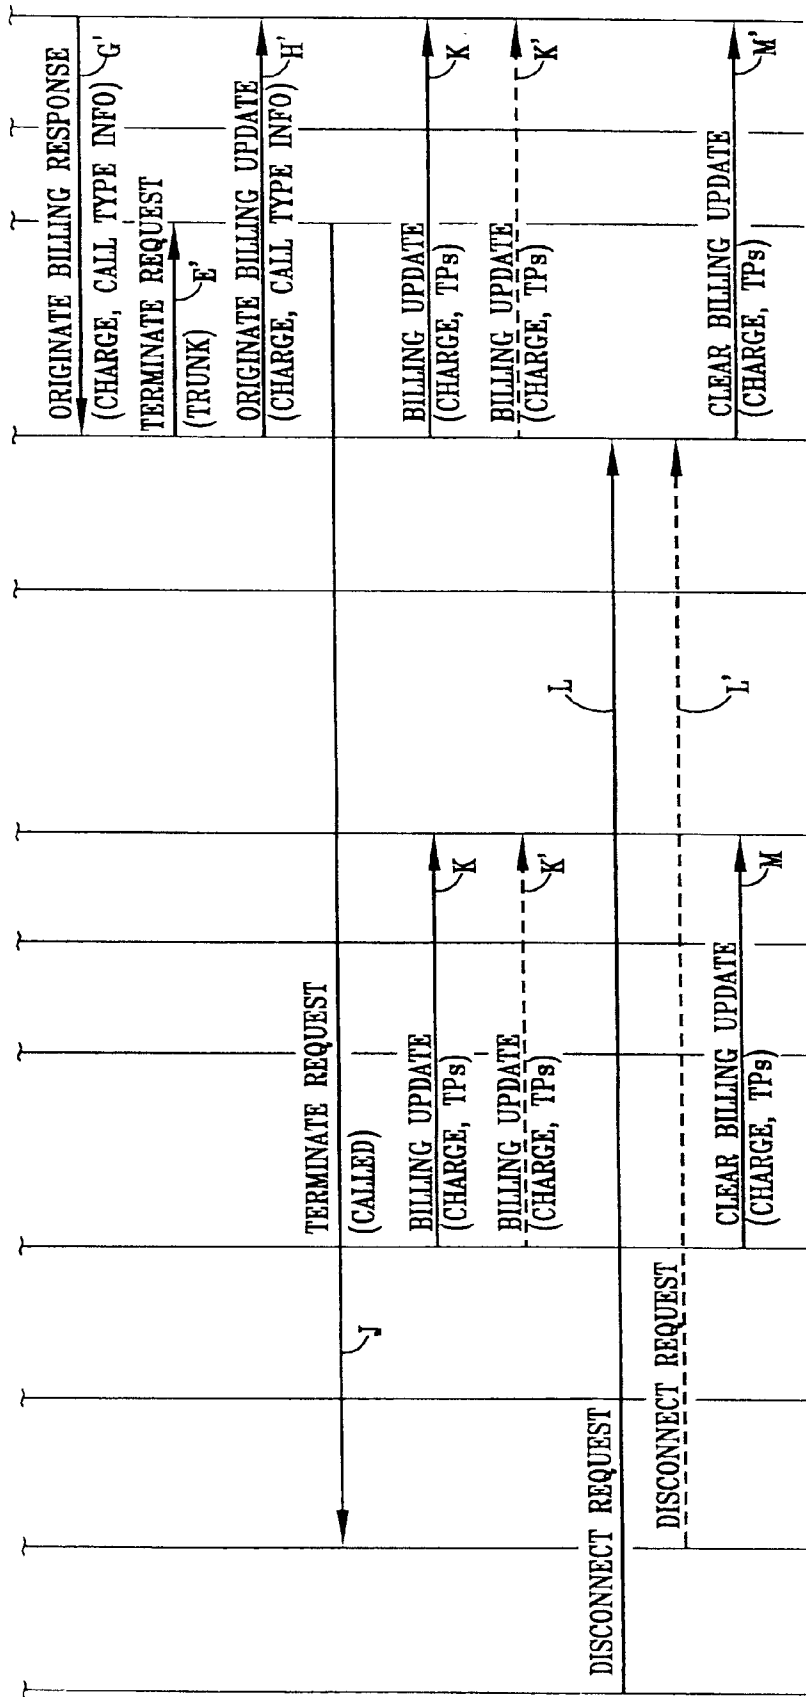 ORIGINATE BILLING RESPONSE
(CHARGE, CALL TYPE INFO)
G'
TERMINATE REQUEST
(TRUNK)
E'
ORIGINATE BILLING UPDATE
(CHARGE, CALL TYPE INFO)
H'
TERMINATE REQUEST
(CALLED)
J
BILLING UPDATE
(CHARGE, TPs)
K
BILLING UPDATE
(CHARGE, TPs)
K
BILLING UPDATE
(CHARGE, TPs)
K'
BILLING UPDATE
(CHARGE, TPs)
K'
DISCONNECT REQUEST
L
DISCONNECT REQUEST
L'
CLEAR BILLING UPDATE
(CHARGE, TPs)
M
CLEAR BILLING UPDATE
(CHARGE, TPs)
M'